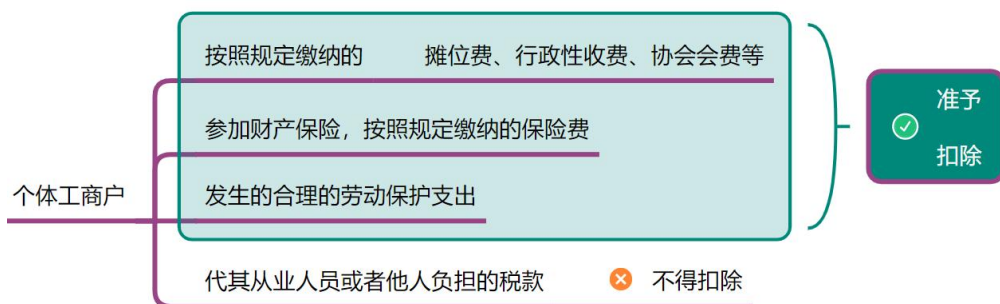 个体工商户
按照规定缴纳的 摊位费、行政性收费、协会会费等
参加财产保险，按照规定缴纳的保险费
发生的合理的劳动保护支出
准予
扣除
代其从业人员或者他人负担的税款 不得扣除